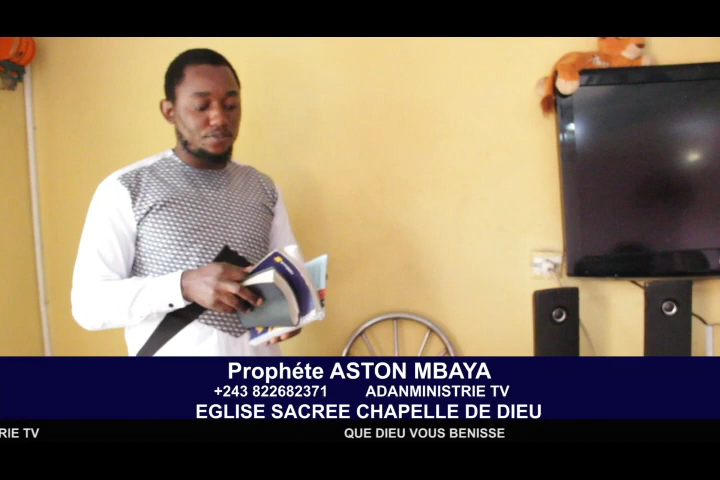 Prophéte ASTON MBAYA
+243 822682371 ADANMINISTRIE TV
EGLISE SACREE CHAPELLE DE DIEU
RIE TV QUE DIEU VOUS BENISSE